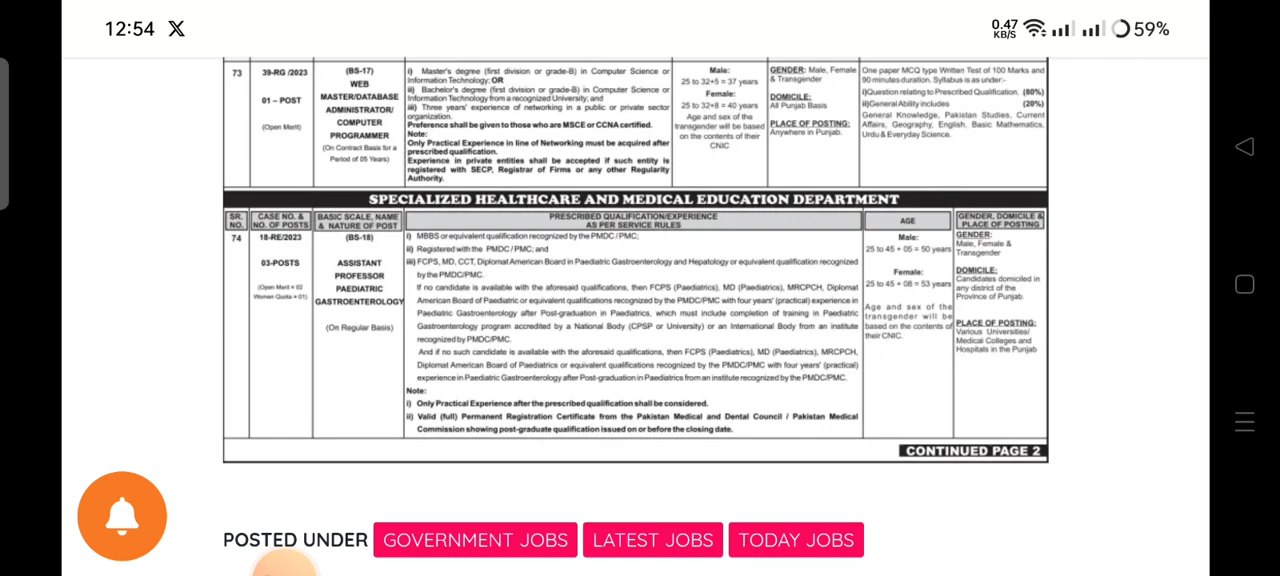 12:54 X
0.47 KB/S 59%
73
39-RG /2023
01 – POST
(Open Merit)
(BS-17)
WEB
MASTER/DATABASE
ADMINISTRATOR/
COMPUTER
PROGRAMMER
(On Contract Basis for a
Period of 05 Years)
i) Master's degree (first division or grade-B) in Computer Science or
Information Technology: OR
ii) Bachelor's degree (first division or grade-B) in Computer Science or
Information Technology from a recognized University; and
iii) Three years' experience of networking in a public or private sector
organization.
Preference shall be given to those who are MSCE or CCNA certified.
Note:
Only Practical Experience in line of Networking must be acquired after
prescribed qualification.
Experience in private entities shall be accepted if such entity is
registered with SECP, Registrar of Firms or any other Regularity
Authority.
Male:
25 to 32+5 = 37 years
Female:
25 to 32+8 = 40 years
Age and sex of the
transgender will be based
on the contents of their
CNIC
GENDER: Male, Female
& Transgender
DOMICILE:
All Punjab Basis
PLACE OF POSTING:
Anywhere in Punjab.
One paper MCQ type Written Test of 100 Marks and
90 minutes duration. Syllabus is as under:-
i)Question relating to Prescribed Qualification. (80%)
ii)General Ability includes (20%)
General Knowledge, Pakistan Studies, Current
Affairs, Geography, English, Basic Mathematics,
Urdu & Everyday Science.
SPECIALIZED HEALTHCARE AND MEDICAL EDUCATION DEPARTMENT
SR.
NO.
CASE NO. &
NO. OF POSTS
BASIC SCALE, NAME
& NATURE OF POST
PRESCRIBED QUALIFICATION/EXPERIENCE
AS PER SERVICE RULES
AGE
GENDER, DOMICILE &
PLACE OF POSTING
74
18-RE/2023
03-POSTS
(Open Merit = 02
Women Quota = 01)
(BS-18)
ASSISTANT
PROFESSOR
PAEDIATRIC
GASTROENTEROLOGY
(On Regular Basis)
i) MBBS or equivalent qualification recognized by the PMDC / PMC;
ii) Registered with the PMDC / PMC; and
iii) FCPS, MD, CCT, Diplomat American Board in Paediatric Gastroenterology and Hepatology or equivalent qualification recognized
by the PMDC/PMC.
If no candidate is available with the aforesaid qualifications, then FCPS (Paediatrics), MD (Paediatrics), MRCPCH, Diplomat
American Board of Paediatric or equivalent qualifications recognized by the PMDC/PMC with four years' (practical) experience in
Paediatric Gastroenterology after Post-graduation in Paediatrics, which must include completion of training in Paediatric
Gastroenterology program accredited by a National Body (CPSP or University) or an International Body from an institute
recognized by PMDC/PMC.
And if no such candidate is available with the aforesaid qualifications, then FCPS (Paediatrics), MD (Paediatrics), MRCPCH,
Diplomat American Board of Paediatrics or equivalent qualifications recognized by the PMDC/PMC with four years' (practical)
experience in Paediatric Gastroenterology after Post-graduation in Paediatrics from an institute recognized by the PMDC/PMC.
Note:
i) Only Practical Experience after the prescribed qualification shall be considered.
ii) Valid (full) Permanent Registration Certificate from the Pakistan Medical and Dental Council / Pakistan Medical
Commission showing post-graduate qualification issued on or before the closing date.
Male:
25 to 45 + 05 = 50 years
Female:
25 to 45 + 08 = 53 years
Age and sex of the
transgender will be
based on the contents of
their CNIC.
GENDER:
Male, Female &
Transgender
DOMICILE:
Candidates domiciled in
any district of the
Province of Punjab.
PLACE OF POSTING:
Various Universities/
Medical Colleges and
Hospitals in the Punjab
CONTINUED PAGE 2
POSTED UNDER GOVERNMENT JOBS LATEST JOBS TODAY JOBS